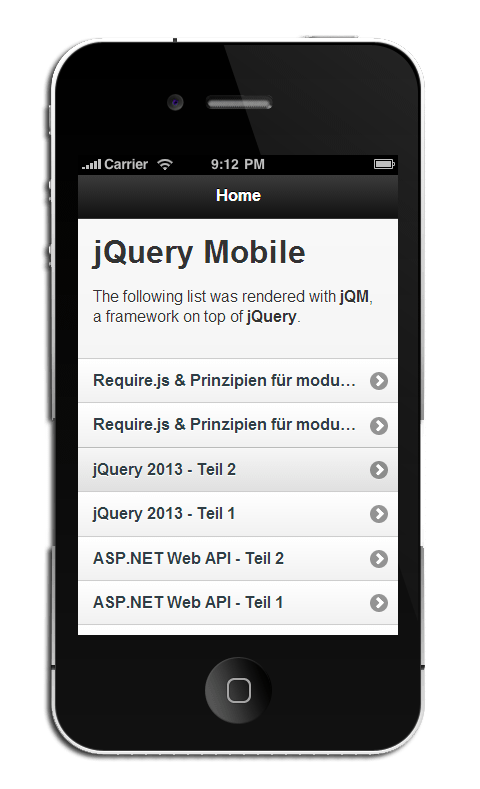 Carrier 9:12 PM
Home
jQuery Mobile
The following list was rendered with jQM,
a framework on top of jQuery.
Require.js & Prinzipien für modu...
Require.js & Prinzipien für modu...
jQuery 2013 - Teil 2
jQuery 2013 - Teil 1
ASP.NET Web API - Teil 2
ASP.NET Web API - Teil 1